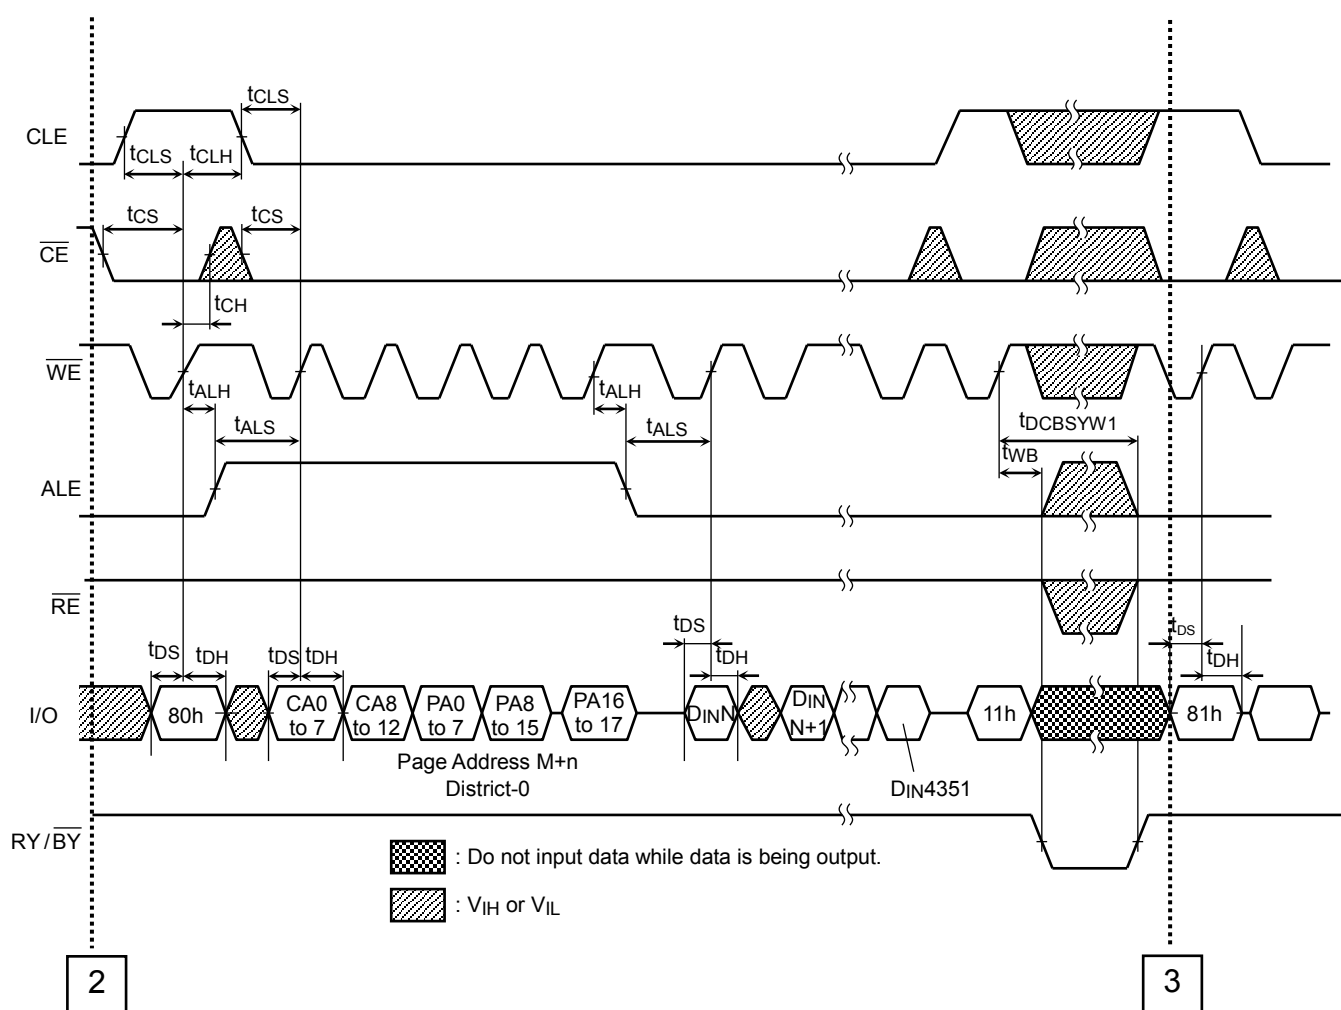 tCLS
CLE
tCLS
tCLH
tCS
tCS
CE
tCH
WE
tALH
tALH
tALS
tALS
tDCBSYW1
tWB
ALE
RE
tDS
tDH
tDS
tDH
tDS
tDH
tDS
tDH
I/O
80h
CA0 to 7
CA8 to 12
PA0 to 7
PA8 to 15
PA16 to 17
DINN
DIN N+1
11h
81h
Page Address M+n
District-0
DIN4351
RY/BY
: Do not input data while data is being output.
: VIH or VIL
2
3